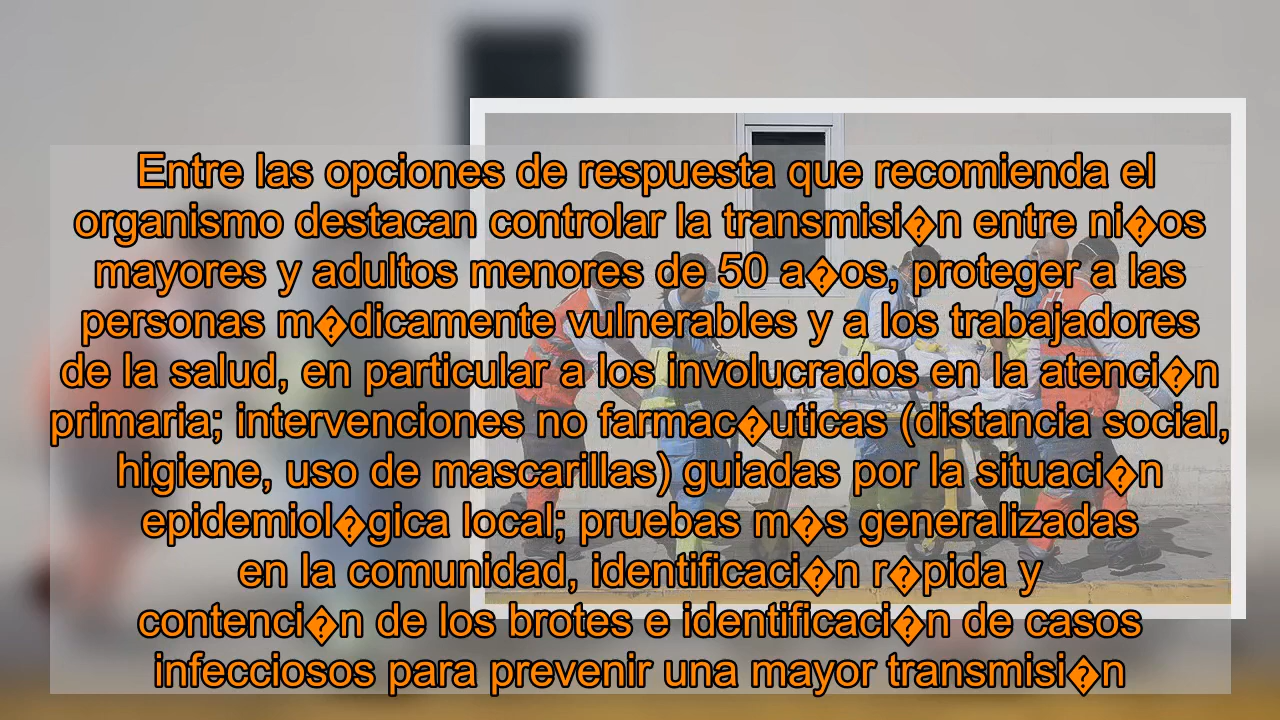 Entre las opciones de respuesta que recomienda el
organismo destacan controlar la transmisi�n entre ni�os
mayores y adultos menores de 50 a�os, proteger a las
personas m�dicamente vulnerables y a los trabajadores
de la salud, en particular a los involucrados en la atenci�n
primaria; intervenciones no farmac�uticas (distancia social,
higiene, uso de mascarillas) guiadas por la situaci�n
epidemiol�gica local; pruebas m�s generalizadas
en la comunidad, identificaci�n r�pida y
contenci�n de los brotes e identificaci�n de casos
infecciosos para prevenir una mayor transmisi�n